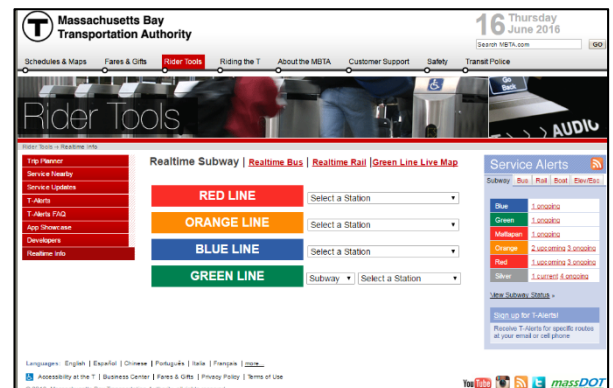 T Massachusetts Bay
Transportation Authority
16 Thursday
June 2016
Search MBTA.com GO
Schedules & Maps Fares & Gifts Rider Tools Riding the T About the MBTA Customer Support Safety Transit Police
Rider Tools
Go
Back
AUDIO
Rider Tools > Realtime Info
Trip Planner
Service Nearby
Service Updates
T-Alerts
T-Alerts FAQ
App Showcase
Developers
Realtime Info
Realtime Subway | Realtime Bus | Realtime Rail |Green Line Live Map
RED LINE Select a Station
ORANGE LINE Select a Station
BLUE LINE Select a Station
GREEN LINE Subway Select a Station
Service Alerts
Subway Bus Rail Boat Elev/Esc
Blue 1 ongoing
Green 1 ongoing
Mattapan 1 ongoing
Orange 2 upcoming 3 ongoing
Red 1 upcoming 3 ongoing
Silver 1 current 4 ongoing
View Subway Status »
Sign up for T-Alerts!
Receive T-Alerts for specific routes
at your email or cell phone
Languages: English | Español | Chinese | Português | Italia | Français | more...
Accessibility at the T | Business Center | Fares & Gifts | Privacy Policy | Terms of Use
You Tube massDOT